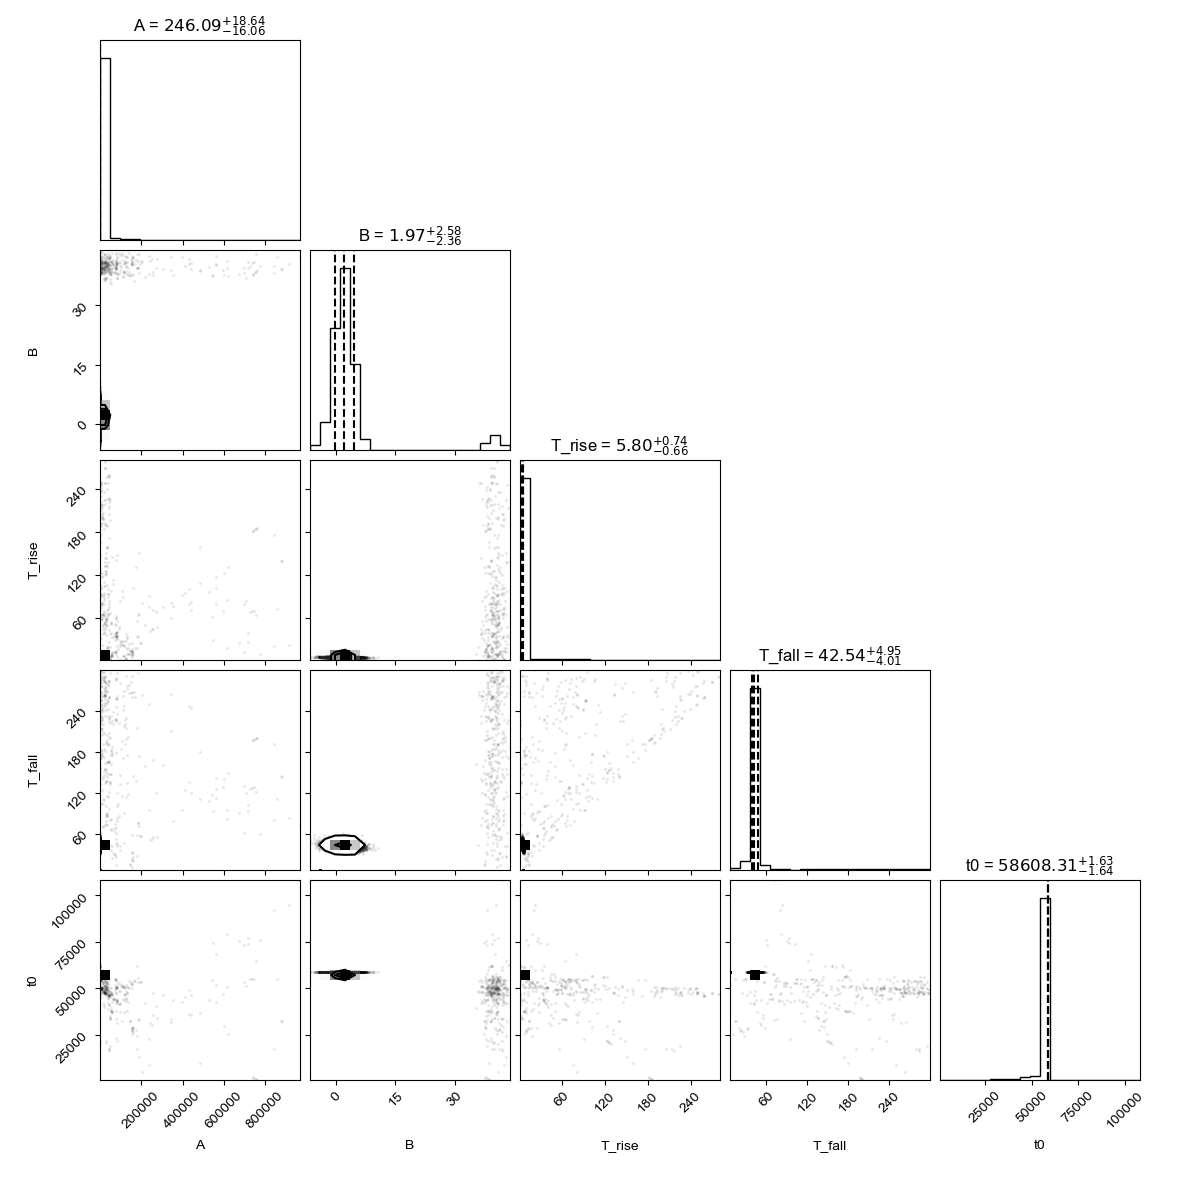 A = 246.09+18.64−16.06
B = 1.97+2.58−2.36
30
15
0
B
T_rise = 5.80+0.74−0.66
240
180
120
60
T_rise
T_fall = 42.54+4.95−4.01
240
180
120
60
T_fall
t0 = 58608.31+1.63−1.64
100000
75000
50000
25000
t0
200000 400000 600000 800000 0 15 30 60 120 180 240 60 120 180 240 25000 50000 75000 100000
A B T_rise T_fall t0